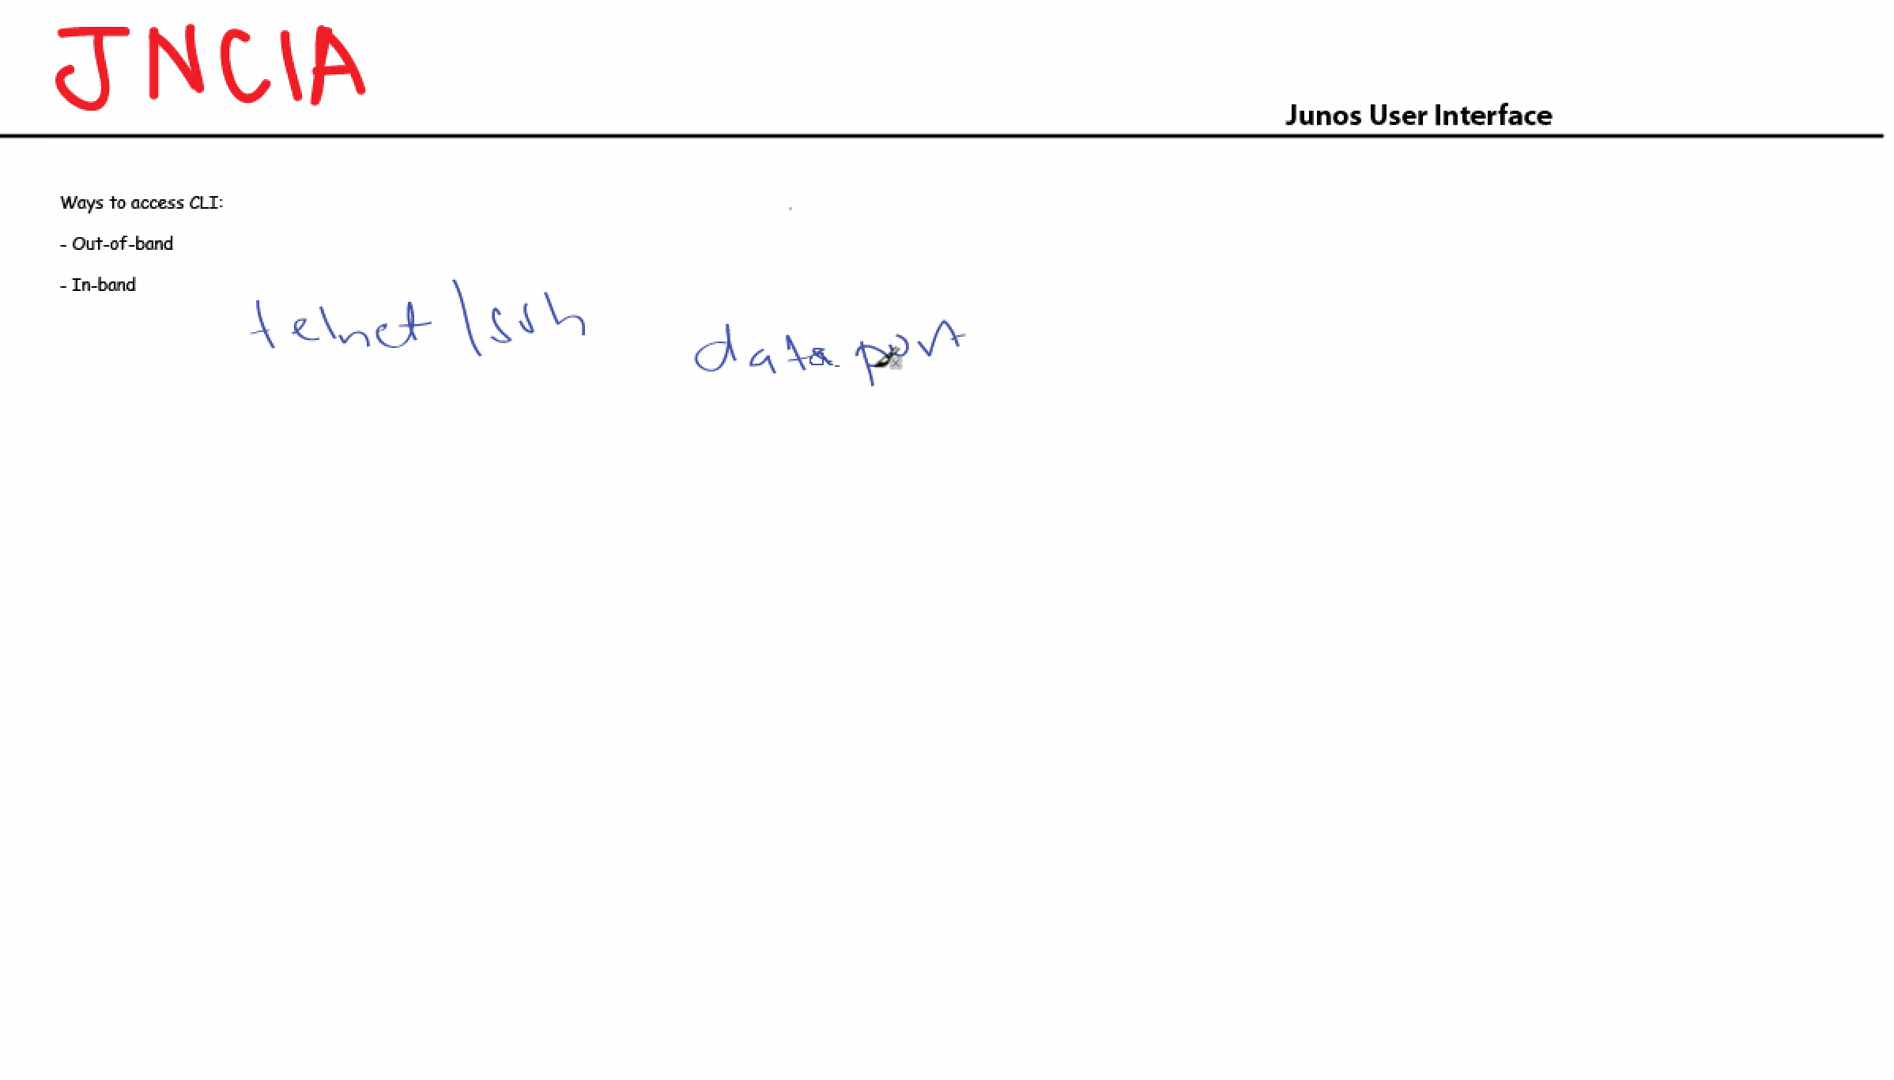 JNCIA
Junos User Interface
Ways to access CLI:
- Out-of-band
- In-band
telnet \ ssh
data port